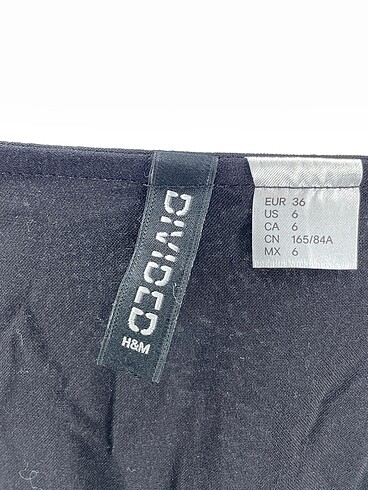 DIVIDED
H&M
EUR 36
US 6
CA 6
CN 165/84A
MX 6